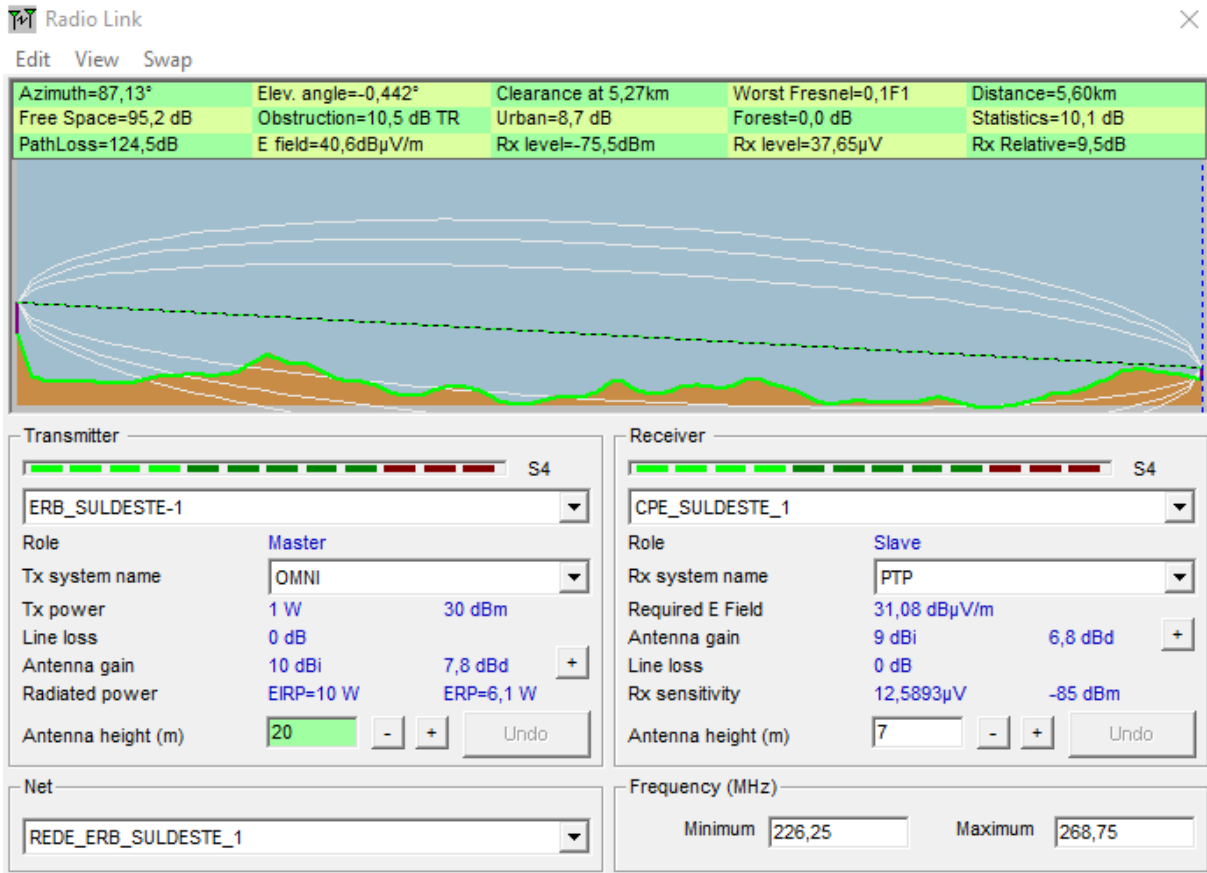 Radio Link
Edit View Swap
Azimuth=87,13° Elev. angle=-0,442° Clearance at 5,27km Worst Fresnel=0,1F1 Distance=5,60km
Free Space=95,2 dB Obstruction=10,5 dB TR Urban=8,7 dB Forest=0,0 dB Statistics=10,1 dB
PathLoss=124,5dB E field=40,6dBµV/m Rx level=-75,5dBm Rx level=37,65µV Rx Relative=9,5dB
Transmitter
S4
ERB_SULDESTE-1
Role Master
Tx system name OMNI
Tx power 1 W 30 dBm
Line loss 0 dB
Antenna gain 10 dBi 7,8 dBd +
Radiated power EIRP=10 W ERP=6,1 W
Antenna height (m) 20 - + Undo
Receiver
S4
CPE_SULDESTE_1
Role Slave
Rx system name PTP
Required E Field 31,08 dBµV/m
Antenna gain 9 dBi 6,8 dBd +
Line loss 0 dB
Rx sensitivity 12,5893µV -85 dBm
Antenna height (m) 7 - + Undo
Net
REDE_ERB_SULDESTE_1
Frequency (MHz)
Minimum 226,25 Maximum 268,75